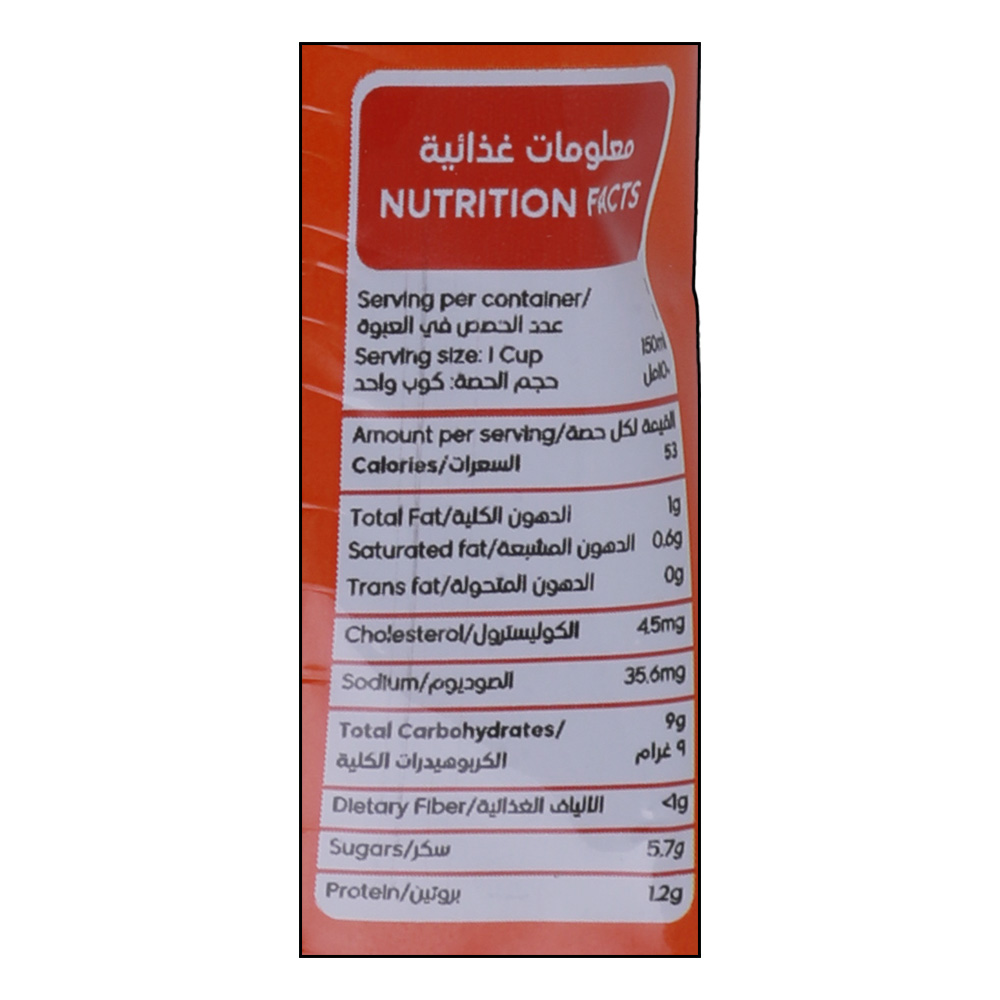 معلومات غذائية
NUTRITION FACTS
Serving per container/
عدد الحصص في العبوة
Serving size: 1 Cup 150ml
حجم الحصة: كوب واحد ١٥٠مل
Amount per serving/القيمة لكل حصة
Calories/السعرات 53
Total Fat/الدهون الكلية 1g
Saturated fat/الدهون المشبعة 0.6g
Trans fat/الدهون المتحولة 0g
Cholesterol/الكوليسترول 4.5mg
Sodium/الصوديوم 35.6mg
Total Carbohydrates/ 9g
الكربوهيدرات الكلية ٩ غرام
Dietary Fiber/الالياف الغذائية <1g
Sugars/سكر 5.7g
Protein/بروتين 1.2g